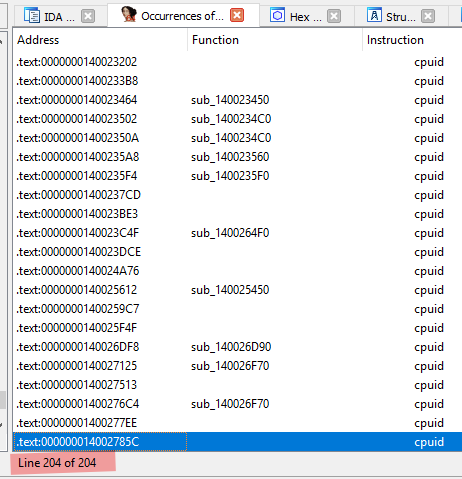 IDA ... Occurrences of... Hex ... Stru...
Address Function Instruction
.text:0000000140023202 cpuid
.text:00000001400233B8 cpuid
.text:0000000140023464 sub_140023450 cpuid
.text:0000000140023502 sub_1400234C0 cpuid
.text:000000014002350A sub_1400234C0 cpuid
.text:00000001400235A8 sub_140023560 cpuid
.text:00000001400235F4 sub_1400235F0 cpuid
.text:00000001400237CD cpuid
.text:0000000140023BE3 cpuid
.text:0000000140023C4F sub_1400264F0 cpuid
.text:0000000140023DCE cpuid
.text:0000000140024A76 cpuid
.text:0000000140025612 sub_140025450 cpuid
.text:00000001400259C7 cpuid
.text:0000000140025F4F cpuid
.text:0000000140026DF8 sub_140026D90 cpuid
.text:0000000140027125 sub_140026F70 cpuid
.text:0000000140027513 cpuid
.text:00000001400276C4 sub_140026F70 cpuid
.text:00000001400277EE cpuid
.text:000000014002785C cpuid
Line 204 of 204